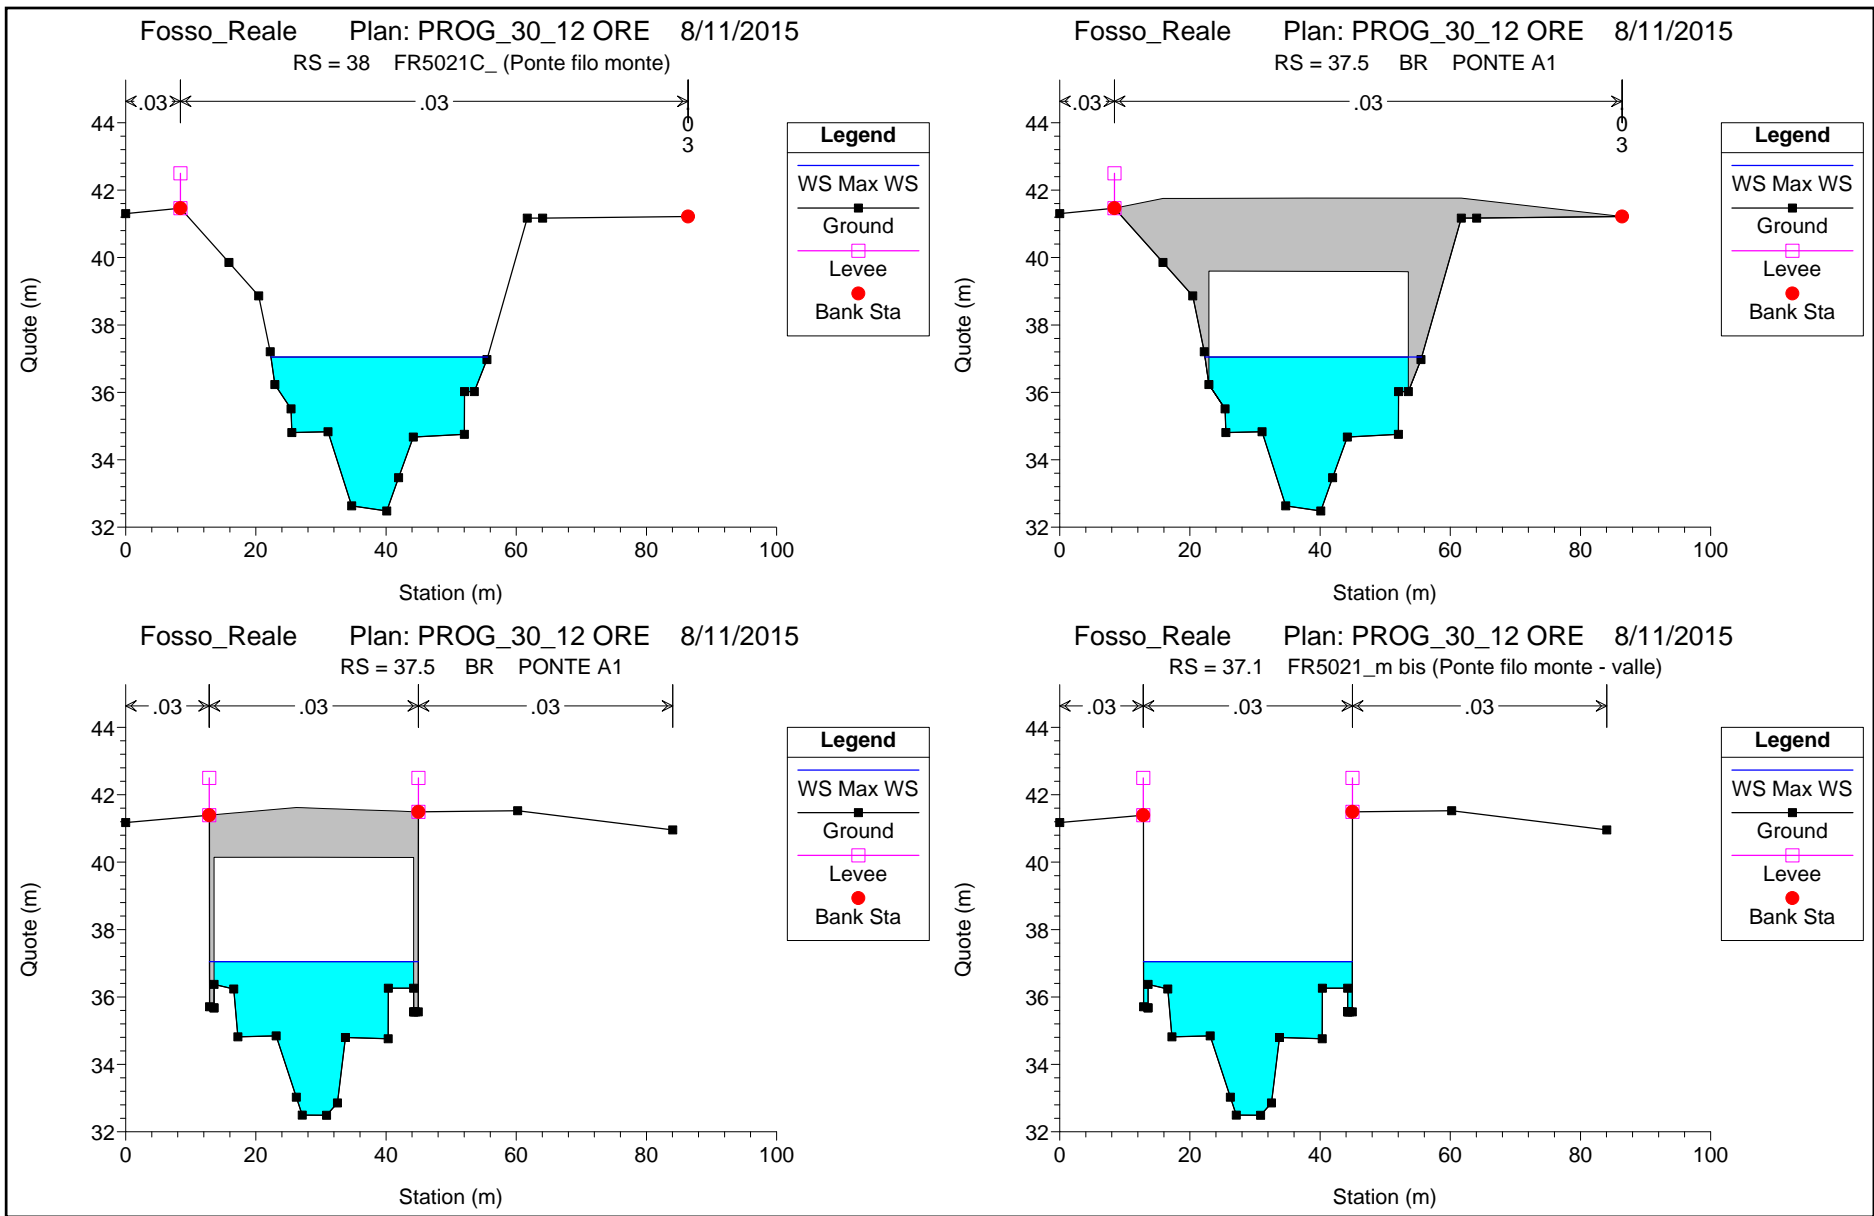 Fosso_Reale Plan: PROG_30_12 ORE 8/11/2015
RS = 38 FR5021C_ (Ponte filo monte)
.03 .03 .03
44
42
40
38
36
34
32
0 20 40 60 80 100
Quote (m)
Station (m)
Legend
WS Max WS
Ground
Levee
Bank Sta
Fosso_Reale Plan: PROG_30_12 ORE 8/11/2015
RS = 37.5 BR PONTE A1
.03 .03 .03
44
42
40
38
36
34
32
0 20 40 60 80 100
Quote (m)
Station (m)
Legend
WS Max WS
Ground
Levee
Bank Sta
Fosso_Reale Plan: PROG_30_12 ORE 8/11/2015
RS = 37.5 BR PONTE A1
.03 .03 .03
44
42
40
38
36
34
32
0 20 40 60 80 100
Quote (m)
Station (m)
Legend
WS Max WS
Ground
Levee
Bank Sta
Fosso_Reale Plan: PROG_30_12 ORE 8/11/2015
RS = 37.1 FR5021_m bis (Ponte filo monte - valle)
.03 .03 .03
44
42
40
38
36
34
32
0 20 40 60 80 100
Quote (m)
Station (m)
Legend
WS Max WS
Ground
Levee
Bank Sta